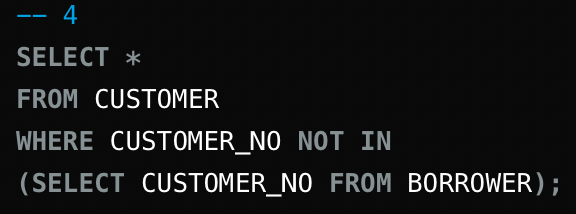 -- 4
SELECT *
FROM CUSTOMER
WHERE CUSTOMER_NO NOT IN
(SELECT CUSTOMER_NO FROM BORROWER);